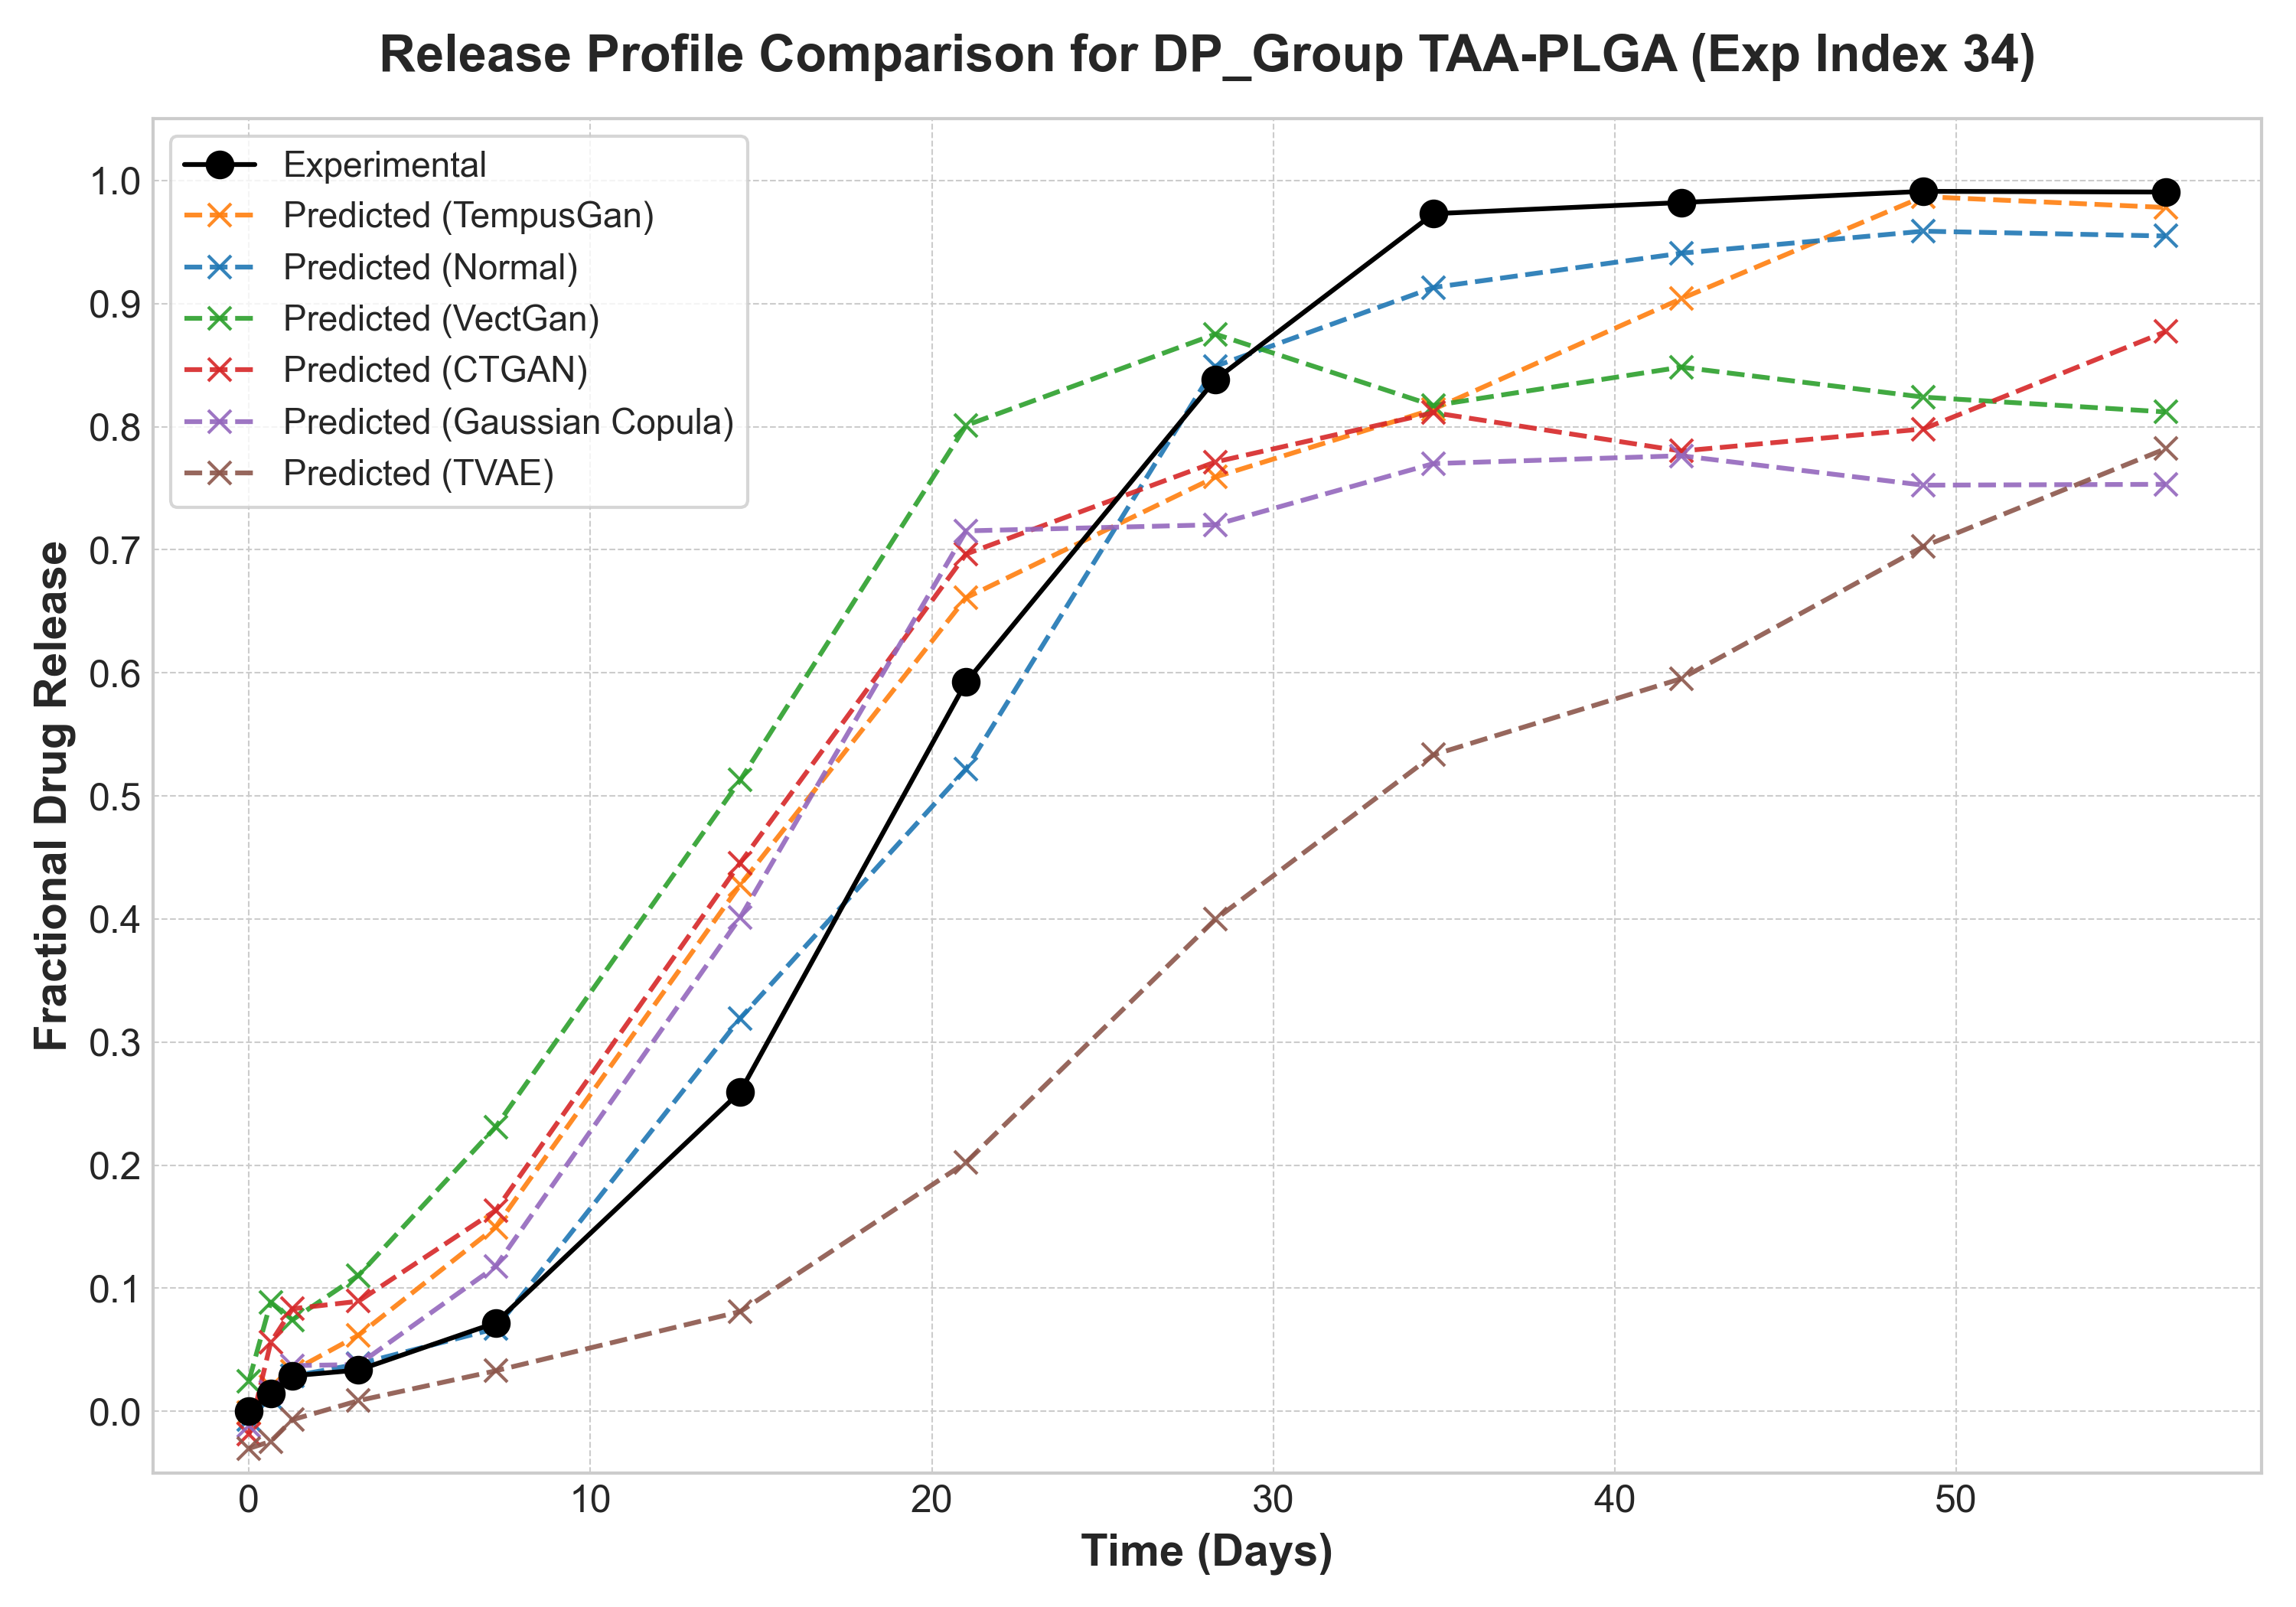 Release Profile Comparison for DP_Group TAA-PLGA (Exp Index 34)
Experimental
Predicted (TempusGan)
Predicted (Normal)
Predicted (VectGan)
Predicted (CTGAN)
Predicted (Gaussian Copula)
Predicted (TVAE)
Fractional Drug Release
1.0
0.9
0.8
0.7
0.6
0.5
0.4
0.3
0.2
0.1
0.0
0 10 20 30 40 50
Time (Days)